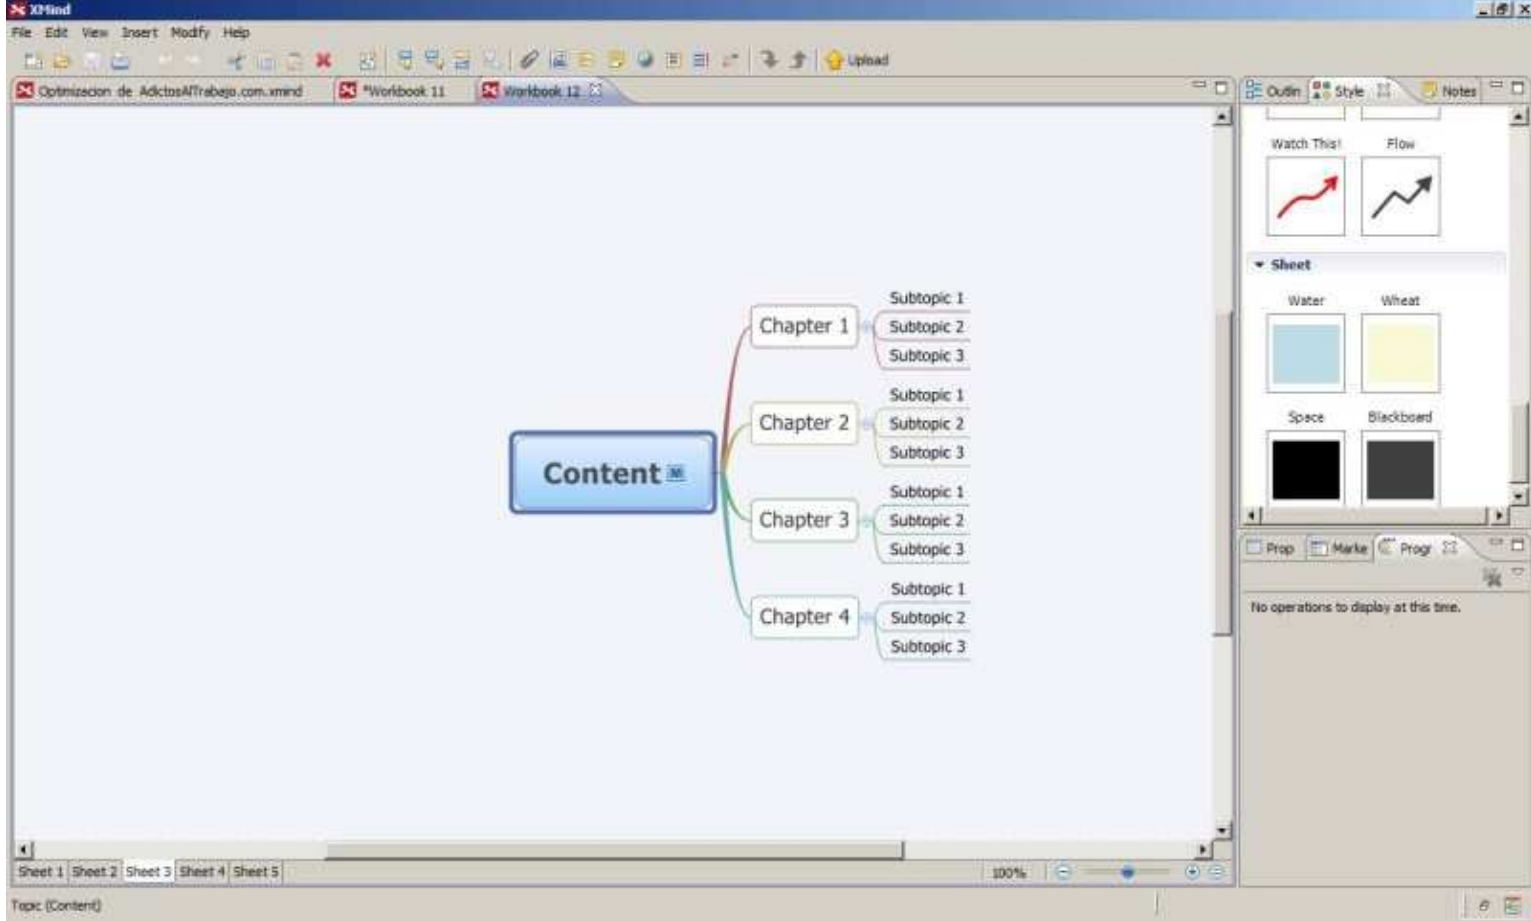 XMind
File Edit View Insert Modify Help
Upload
Optimizacion de AdictosAlTrabajo.com.xmind *Workbook 11 Workbook 12
Outlin Style Notes
Watch This! Flow
Sheet
Water Wheat
Space Blackboard
Content
Chapter 1
Subtopic 1
Subtopic 2
Subtopic 3
Chapter 2
Subtopic 1
Subtopic 2
Subtopic 3
Chapter 3
Subtopic 1
Subtopic 2
Subtopic 3
Chapter 4
Subtopic 1
Subtopic 2
Subtopic 3
Prop Marke Progr
No operations to display at this time.
Sheet 1 Sheet 2 Sheet 3 Sheet 4 Sheet 5
100%
Topic (Content)